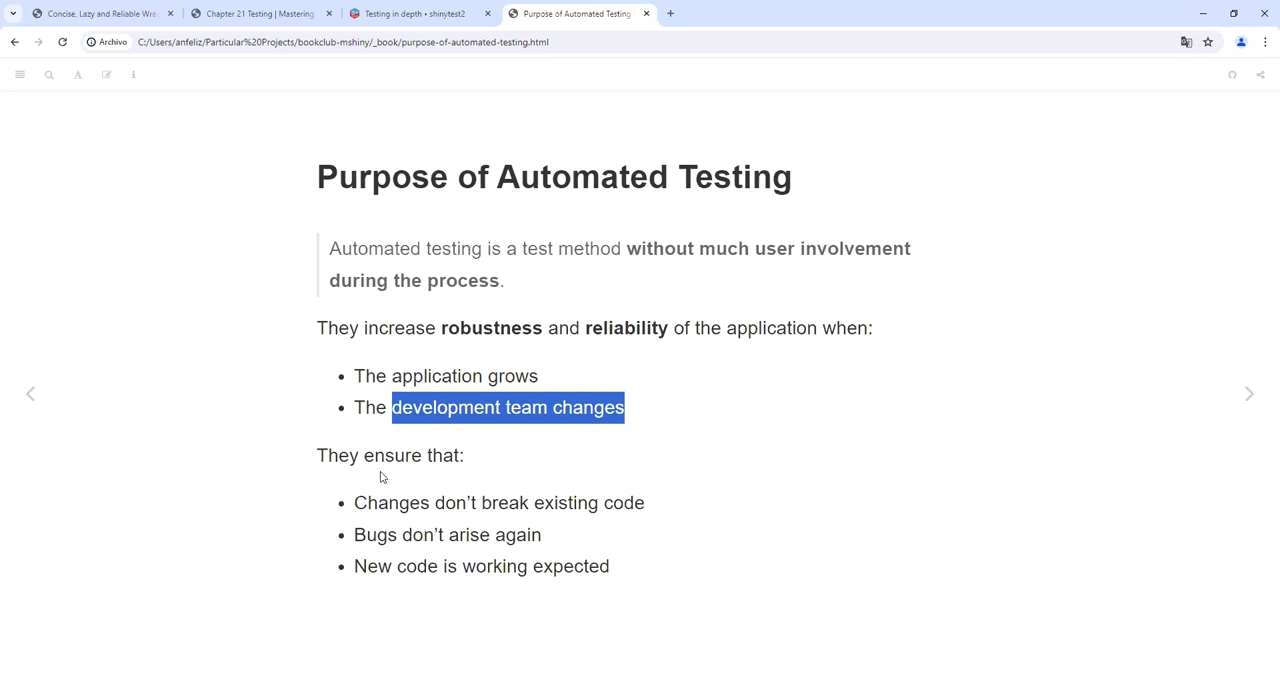 Concise, Lazy and Reliable Wra
Chapter 21 Testing | Mastering
Testing in depth • shinytest2
Purpose of Automated Testing
Archivo
C:/Users/anfeliz/Particular%20Projects/bookclub-mshiny/_book/purpose-of-automated-testing.html
Purpose of Automated Testing
Automated testing is a test method without much user involvement
during the process.
They increase robustness and reliability of the application when:
• The application grows
• The development team changes
They ensure that:
• Changes don’t break existing code
• Bugs don’t arise again
• New code is working expected